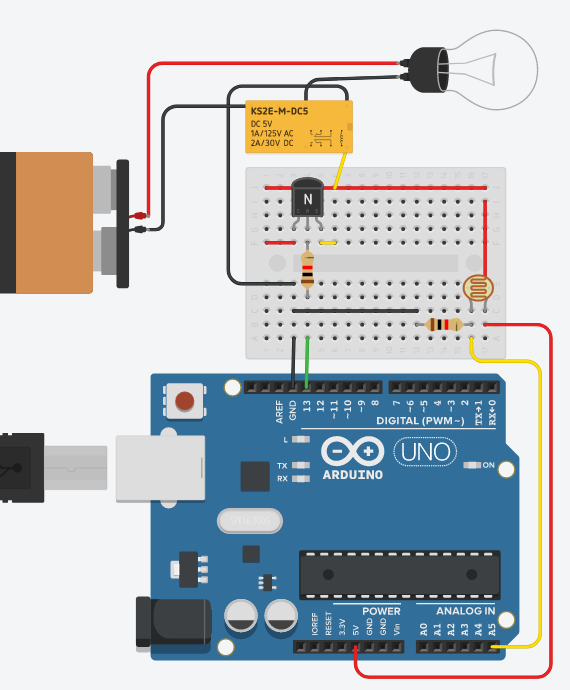 KS2E-M-DC5
DC 5V
1A/125V AC
2A/30V DC
N
AREF
GND
13
12
~11
~10
~9
8
7
~6
~5
4
~3
2
TX→1
RX←0
DIGITAL (PWM~)
L
TX
RX
ARDUINO
UNO
ON
IOREF
RESET
3.3V
5V
GND
GND
Vin
POWER
ANALOG IN
A0
A1
A2
A3
A4
A5